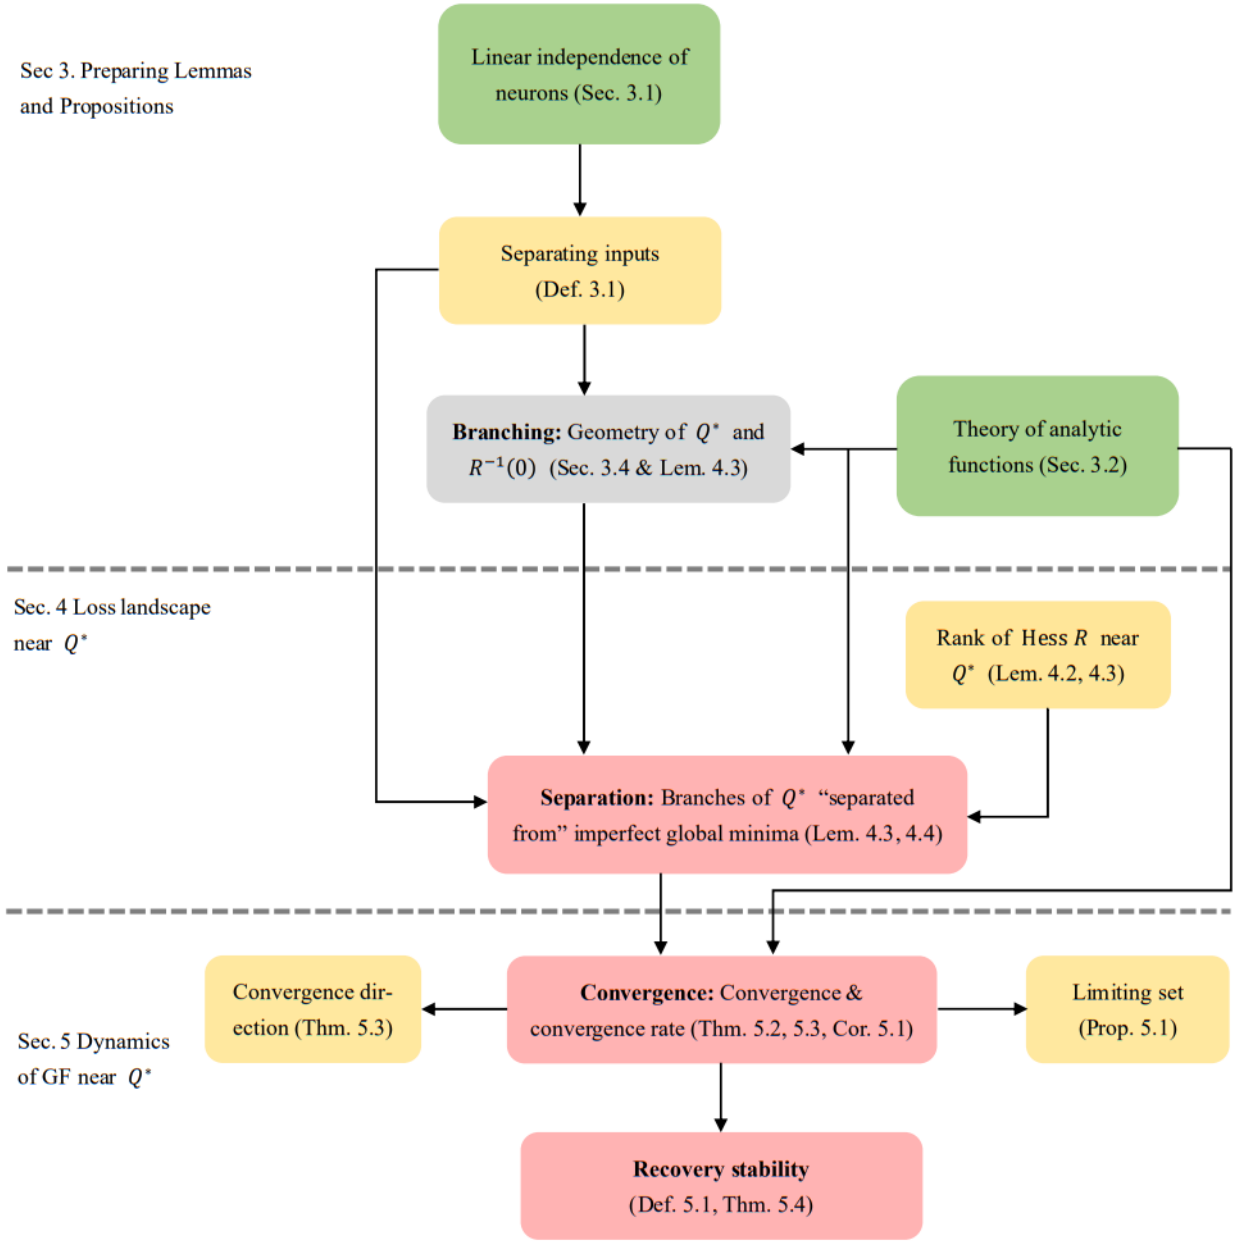 Sec 3. Preparing Lemmas
and Propositions
Linear independence of
neurons (Sec. 3.1)
Separating inputs
(Def. 3.1)
Branching: Geometry of Q* and
R⁻¹(0) (Sec. 3.4 & Lem. 4.3)
Theory of analytic
functions (Sec. 3.2)
Sec. 4 Loss landscape
near Q*
Rank of Hess R near
Q* (Lem. 4.2, 4.3)
Separation: Branches of Q* “separated
from” imperfect global minima (Lem. 4.3, 4.4)
Sec. 5 Dynamics
of GF near Q*
Convergence dir-
ection (Thm. 5.3)
Convergence: Convergence &
convergence rate (Thm. 5.2, 5.3, Cor. 5.1)
Limiting set
(Prop. 5.1)
Recovery stability
(Def. 5.1, Thm. 5.4)